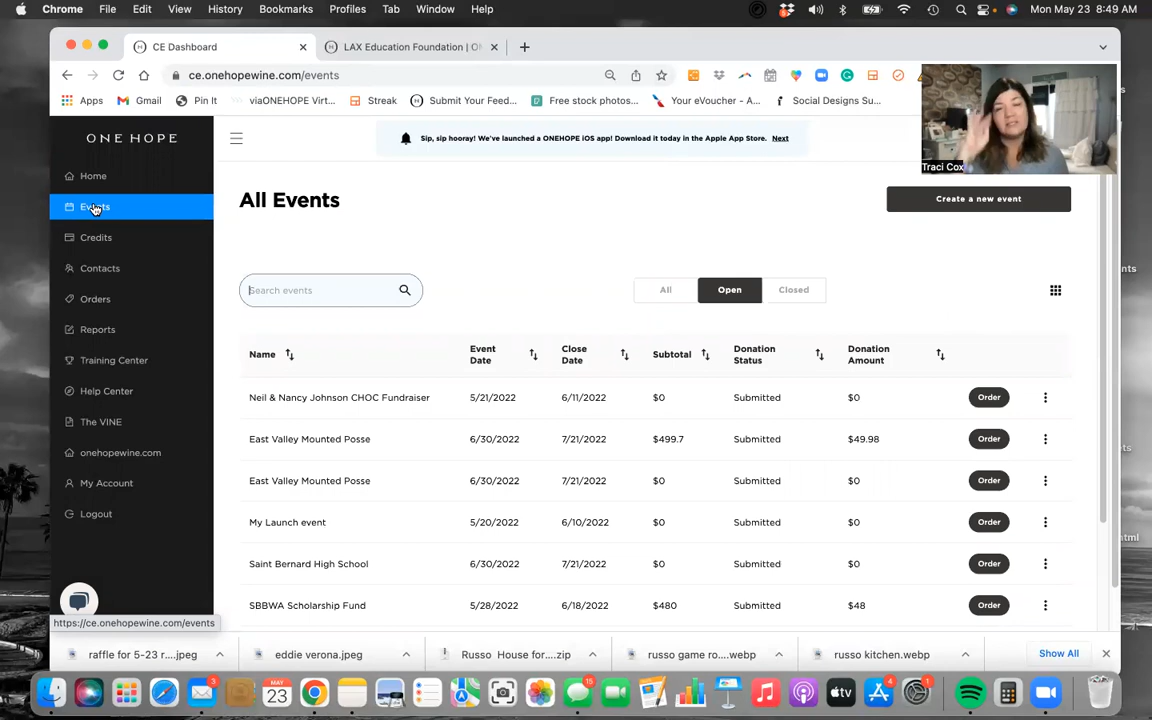 Chrome File Edit View History Bookmarks Profiles Tab Window Help Mon May 23 8:49 AM
CE Dashboard LAX Education Foundation | ON
ce.onehopewine.com/events
Apps Gmail Pin It viaONEHOPE Virt... Streak Submit Your Feed... Free stock photos... Your eVoucher - A... Social Designs Su...
ONE HOPE
Sip, sip hooray! We've launched a ONEHOPE iOS app! Download it today in the Apple App Store. Next
Traci Cox
Home
Events
Credits
Contacts
Orders
Reports
Training Center
Help Center
The VINE
onehopewine.com
My Account
Logout
https://ce.onehopewine.com/events
All Events
Create a new event
Search events
All Open Closed
Name Event Date Close Date Subtotal Donation Status Donation Amount
Neil & Nancy Johnson CHOC Fundraiser 5/21/2022 6/11/2022 $0 Submitted $0 Order
East Valley Mounted Posse 6/30/2022 7/21/2022 $499.7 Submitted $49.98 Order
East Valley Mounted Posse 6/30/2022 7/21/2022 $0 Submitted $0 Order
My Launch event 5/20/2022 6/10/2022 $0 Submitted $0 Order
Saint Bernard High School 6/30/2022 7/21/2022 $0 Submitted $0 Order
SBBWA Scholarship Fund 5/28/2022 6/18/2022 $480 Submitted $48 Order
raffle for 5-23 r....jpeg eddie verona.jpeg Russo House for....zip russo game ro....webp russo kitchen.webp Show All
3 MAY 23 15 tv 1 1